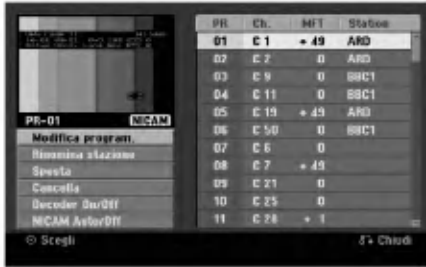 PR-01 NICAM
Modifica program.
Rinomina stazione
Sposta
Cancella
Decoder On/Off
NICAM Auto/Off
Scegli
PR Ch. MFT Station
01 C 1 + 49 ARD
02 C 2 0 ARD
03 C 9 0 BBC1
04 C 11 0 BBC1
05 C 19 + 49 ARD
06 C 50 0 BBC1
07 C 6 0
08 C 7 + 49
09 C 21 0
10 C 25 0
11 C 28 + 1
Chiudi